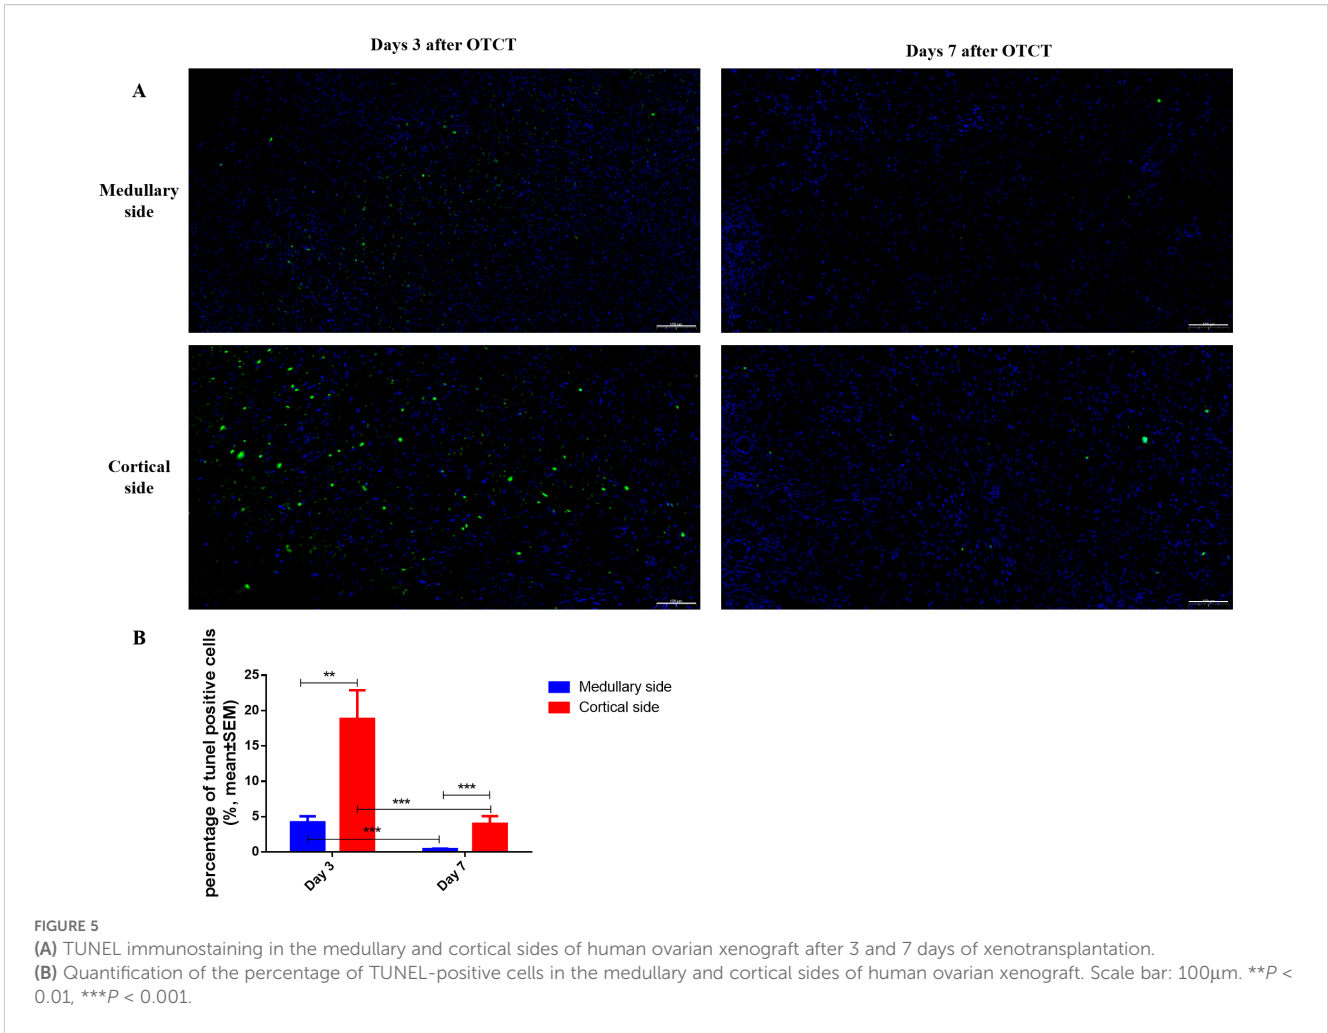 Days 3 after OTCT
Days 7 after OTCT
A
Medullary
side
Cortical
side
B
percentage of tunel positive cells
(%, mean±SEM)
25
20
15
10
5
0
**
***
***
***
Day 3
Day 7
Medullary side
Cortical side
FIGURE 5
(A) TUNEL immunostaining in the medullary and cortical sides of human ovarian xenograft after 3 and 7 days of xenotransplantation.
(B) Quantification of the percentage of TUNEL-positive cells in the medullary and cortical sides of human ovarian xenograft. Scale bar: 100μm. **P <
0.01, ***P < 0.001.